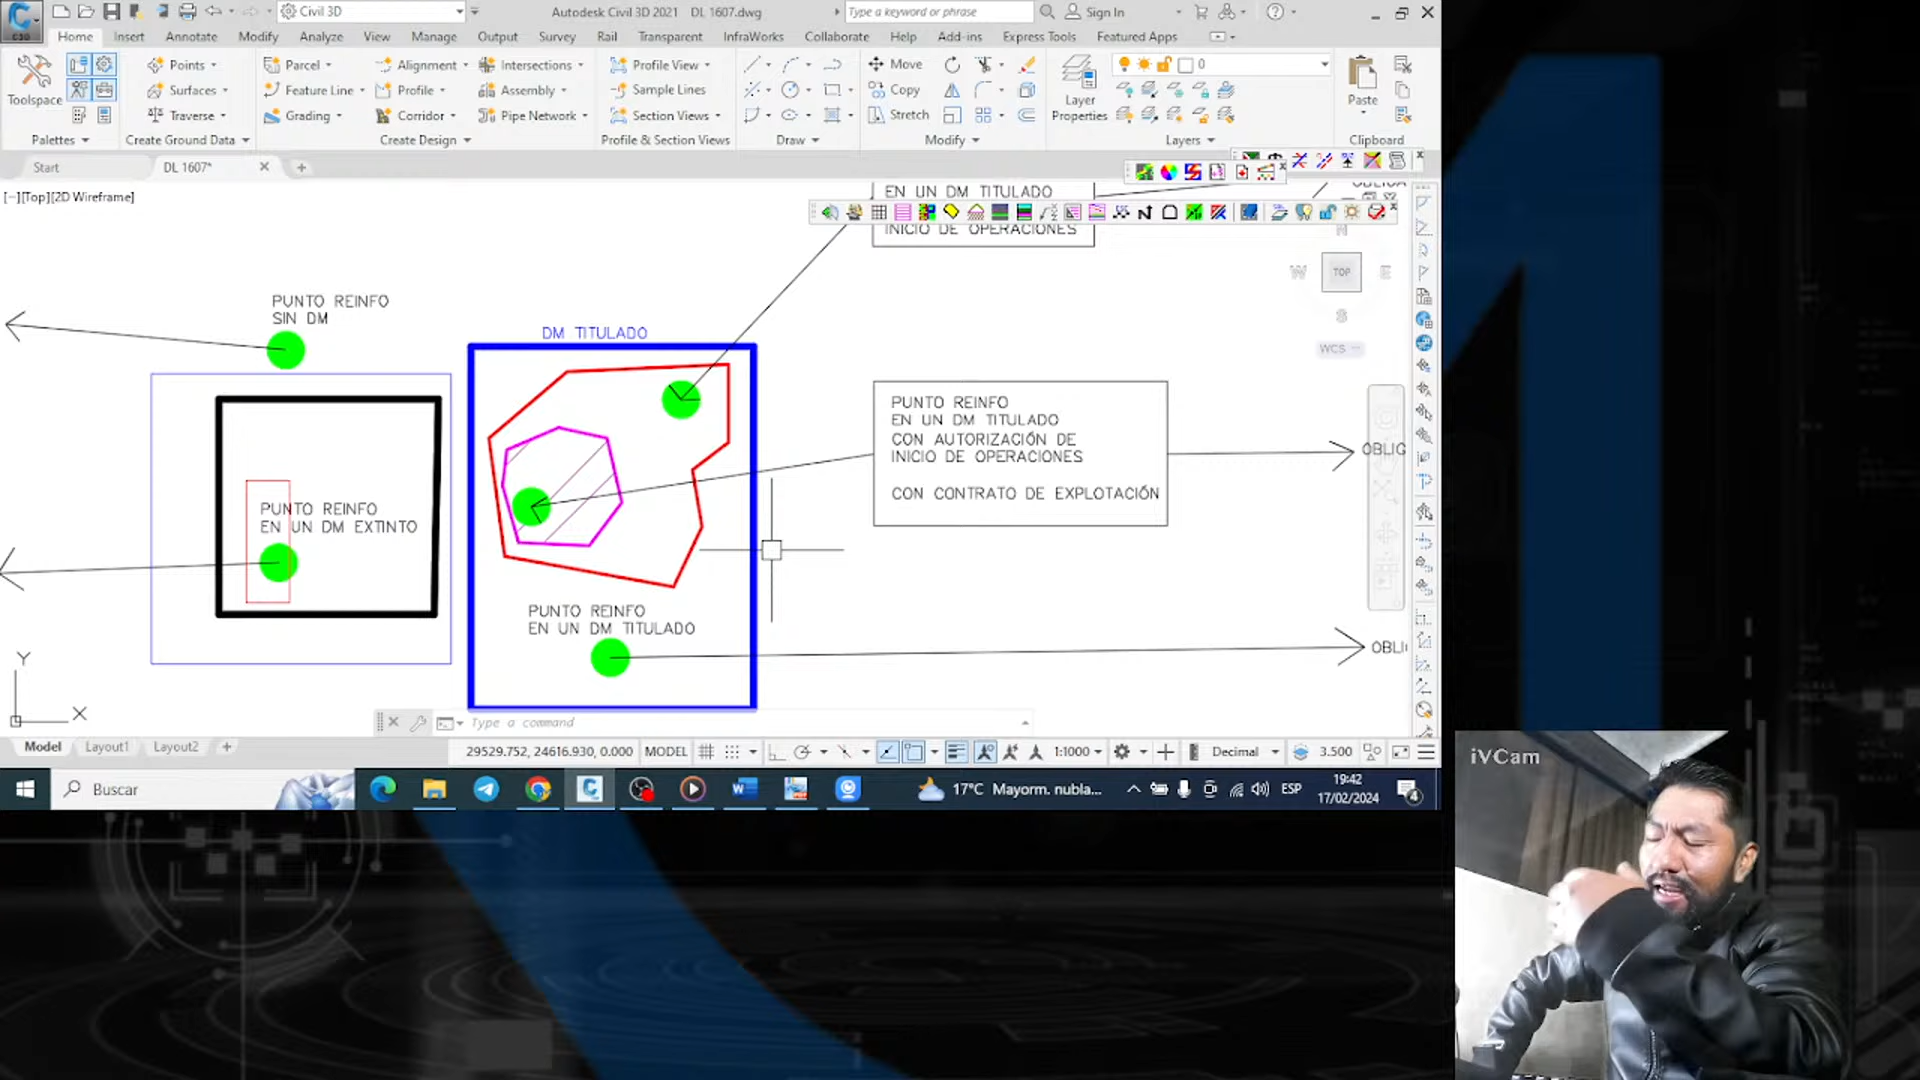 Civil 3D
Autodesk Civil 3D 2021 DL 1607.dwg
Type a keyword or phrase
Sign In
C3D
Home Insert Annotate Modify Analyze View Manage Output Survey Rail Transparent InfraWorks Collaborate Help Add-ins Express Tools Featured Apps
Points Parcel Alignment Intersections Profile View Move 0
Toolspace Surfaces Feature Line Profile Assembly Sample Lines Copy Layer Properties Paste
Traverse Grading Corridor Pipe Network Section Views Stretch
Palettes Create Ground Data Create Design Profile & Section Views Draw Modify Layers Clipboard
Start DL 1607*
[−][Top][2D Wireframe]
EN UN DM TITULADO
INICIO DE OPERACIONES
N
W TOP E
S
WCS
PUNTO REINFO
SIN DM
DM TITULADO
PUNTO REINFO
EN UN DM TITULADO
CON AUTORIZACIÓN DE
INICIO DE OPERACIONES
CON CONTRATO DE EXPLOTACIÓN
OBLIG
PUNTO REINFO
EN UN DM EXTINTO
PUNTO REINFO
EN UN DM TITULADO
OBLI
Y
X
Type a command
Model Layout1 Layout2
29529.752, 24616.930, 0.000 MODEL 1:1000 Decimal 3.500
Buscar
17°C Mayorm. nubla...
ESP
19:42
17/02/2024
4
iVCam